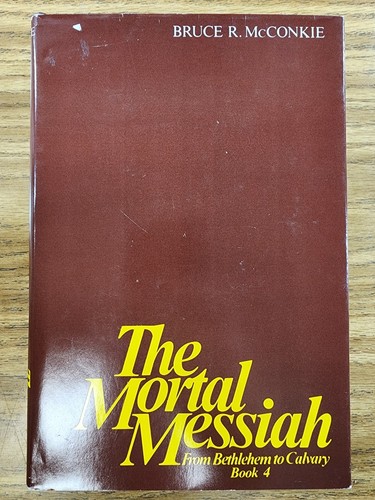 BRUCE R. McCONKIE
The
Mortal
Messiah
From Bethlehem to Calvary
Book 4